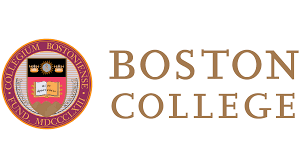 COLLEGIUM BOSTONIENSE
FUND. MDCCCLXIII
BOSTON
COLLEGE